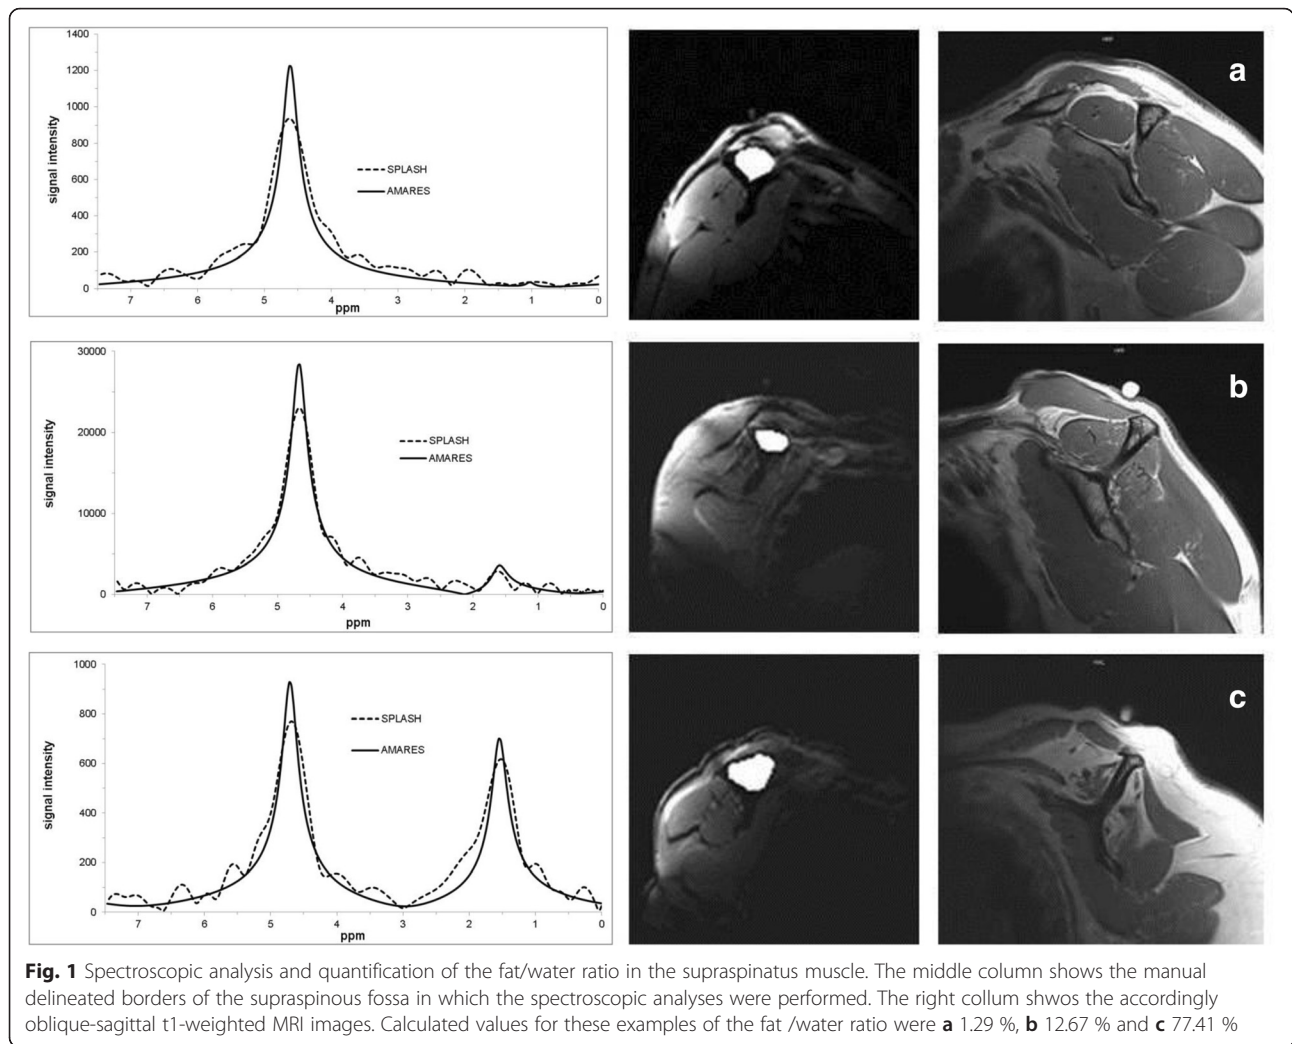 1400
1200
1000
800
600
400
200
0
signal intensity
SPLASH
AMARES
7 6 5 4 3 2 1 0
ppm
a
30000
20000
10000
0
signal intensity
SPLASH
AMARES
7 6 5 4 3 2 1 0
ppm
b
1000
800
600
400
200
0
signal intensity
SPLASH
AMARES
7 6 5 4 3 2 1 0
ppm
c
Fig. 1 Spectroscopic analysis and quantification of the fat/water ratio in the supraspinatus muscle. The middle column shows the manual
delineated borders of the supraspinous fossa in which the spectroscopic analyses were performed. The right collum shwos the accordingly
oblique-sagittal t1-weighted MRI images. Calculated values for these examples of the fat /water ratio were a 1.29 %, b 12.67 % and c 77.41 %